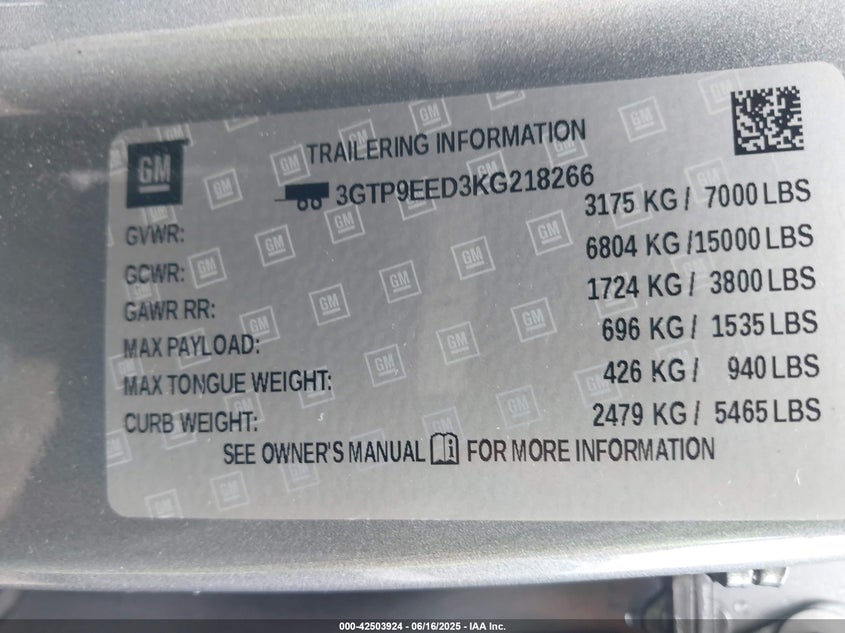 GM
TRAILERING INFORMATION
3GTP9EED3KG218266
GVWR: 3175 KG / 7000 LBS
GCWR: 6804 KG /15000 LBS
GAWR RR: 1724 KG / 3800 LBS
MAX PAYLOAD: 696 KG / 1535 LBS
MAX TONGUE WEIGHT: 426 KG / 940 LBS
CURB WEIGHT: 2479 KG / 5465 LBS
SEE OWNER'S MANUAL i FOR MORE INFORMATION
000-42503924 - 06/16/2025 - IAA Inc.